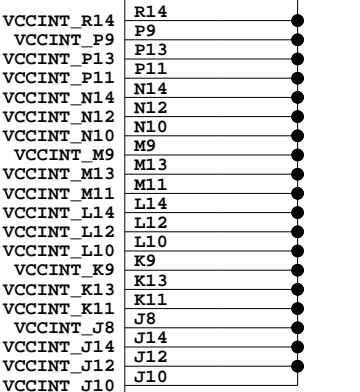 VCCINT_R14 R14
VCCINT_P9 P9
VCCINT_P13 P13
VCCINT_P11 P11
VCCINT_N14 N14
VCCINT_N12 N12
VCCINT_N10 N10
VCCINT_M9 M9
VCCINT_M13 M13
VCCINT_M11 M11
VCCINT_L14 L14
VCCINT_L12 L12
VCCINT_L10 L10
VCCINT_K9 K9
VCCINT_K13 K13
VCCINT_K11 K11
VCCINT_J8 J8
VCCINT_J14 J14
VCCINT_J12 J12
VCCINT_J10 J10